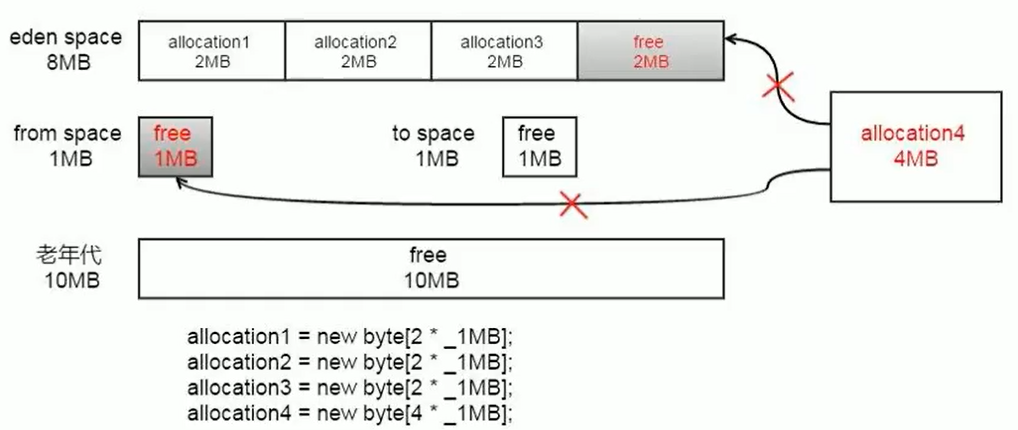 eden space
8MB
allocation1
2MB
allocation2
2MB
allocation3
2MB
free
2MB
from space
1MB
free
1MB
to space
1MB
free
1MB
allocation4
4MB
老年代
10MB
free
10MB
allocation1 = new byte[2 * _1MB];
allocation2 = new byte[2 * _1MB];
allocation3 = new byte[2 * _1MB];
allocation4 = new byte[4 * _1MB];